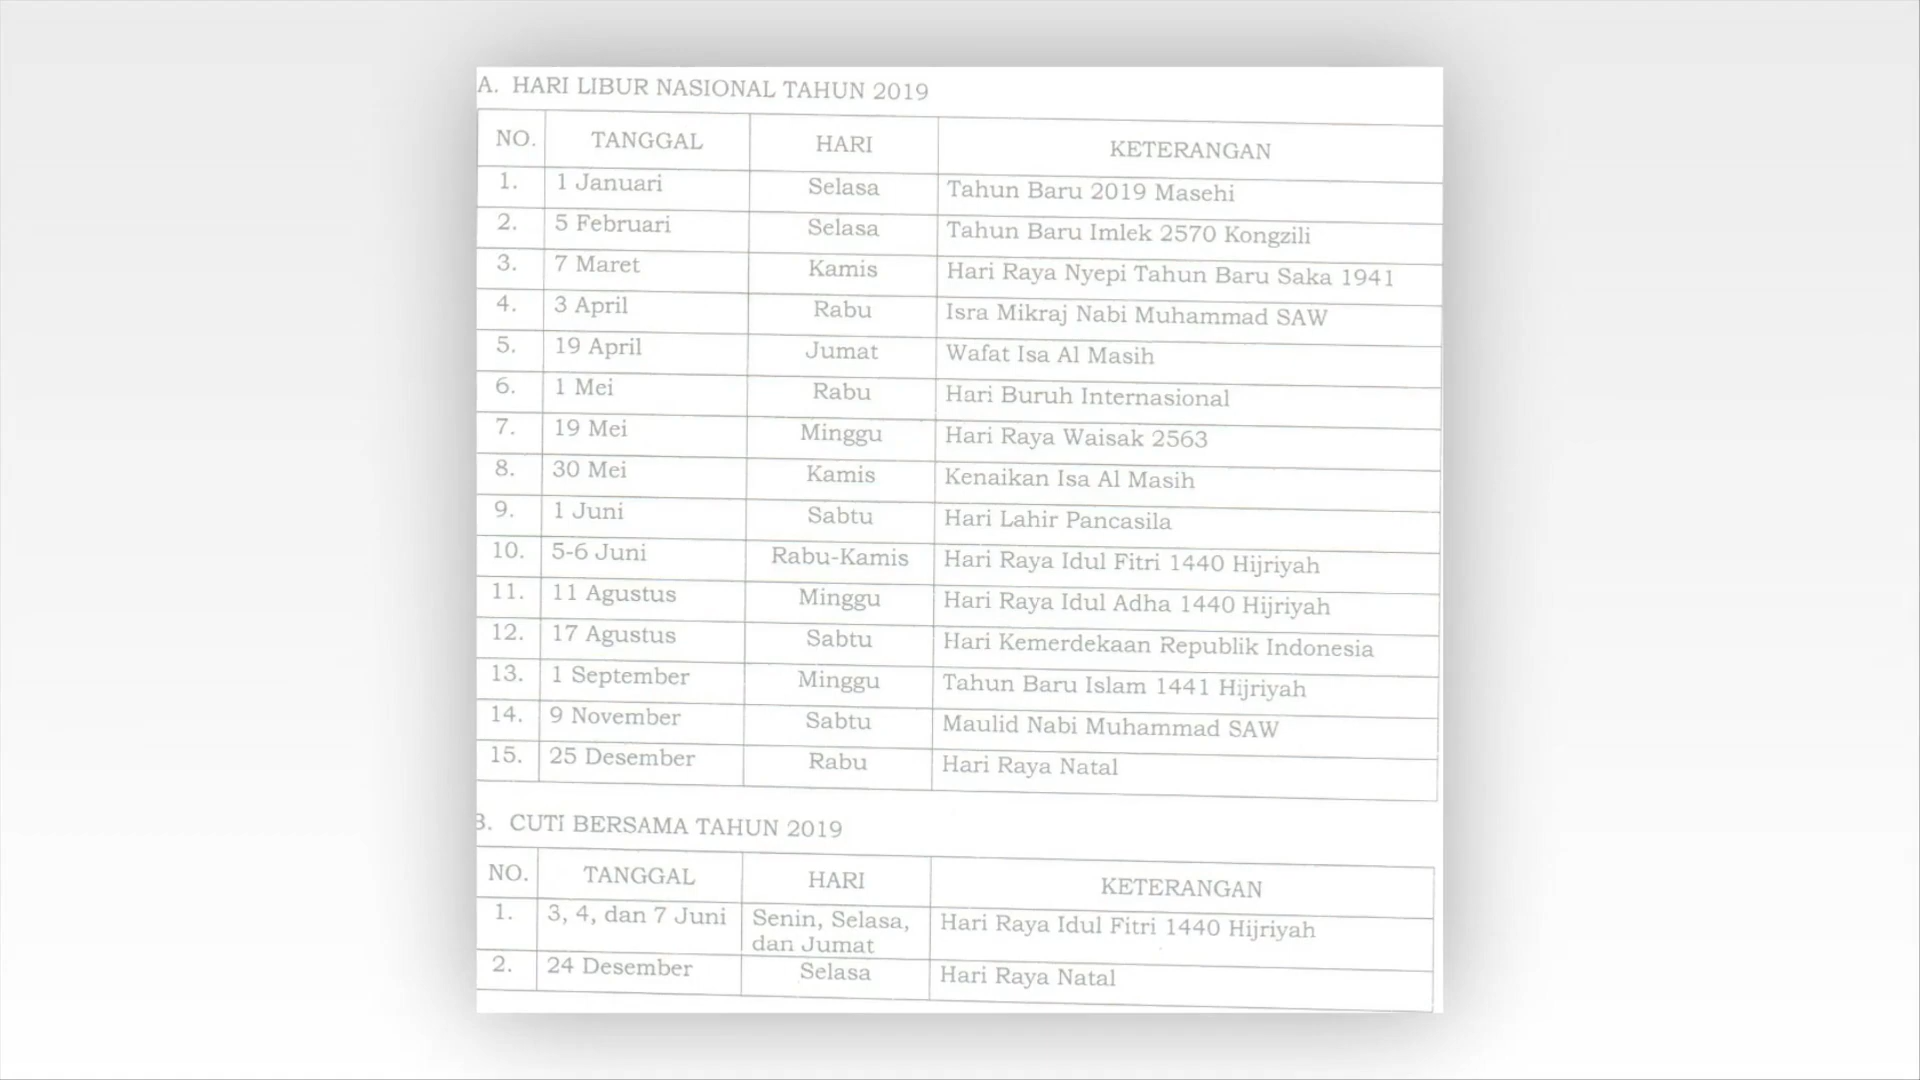 A. HARI LIBUR NASIONAL TAHUN 2019
NO. TANGGAL HARI KETERANGAN
1. 1 Januari Selasa Tahun Baru 2019 Masehi
2. 5 Februari Selasa Tahun Baru Imlek 2570 Kongzili
3. 7 Maret Kamis Hari Raya Nyepi Tahun Baru Saka 1941
4. 3 April Rabu Isra Mikraj Nabi Muhammad SAW
5. 19 April Jumat Wafat Isa Al Masih
6. 1 Mei Rabu Hari Buruh Internasional
7. 19 Mei Minggu Hari Raya Waisak 2563
8. 30 Mei Kamis Kenaikan Isa Al Masih
9. 1 Juni Sabtu Hari Lahir Pancasila
10. 5-6 Juni Rabu-Kamis Hari Raya Idul Fitri 1440 Hijriyah
11. 11 Agustus Minggu Hari Raya Idul Adha 1440 Hijriyah
12. 17 Agustus Sabtu Hari Kemerdekaan Republik Indonesia
13. 1 September Minggu Tahun Baru Islam 1441 Hijriyah
14. 9 November Sabtu Maulid Nabi Muhammad SAW
15. 25 Desember Rabu Hari Raya Natal
B. CUTI BERSAMA TAHUN 2019
NO. TANGGAL HARI KETERANGAN
1. 3, 4, dan 7 Juni Senin, Selasa, Hari Raya Idul Fitri 1440 Hijriyah
dan Jumat
2. 24 Desember Selasa Hari Raya Natal